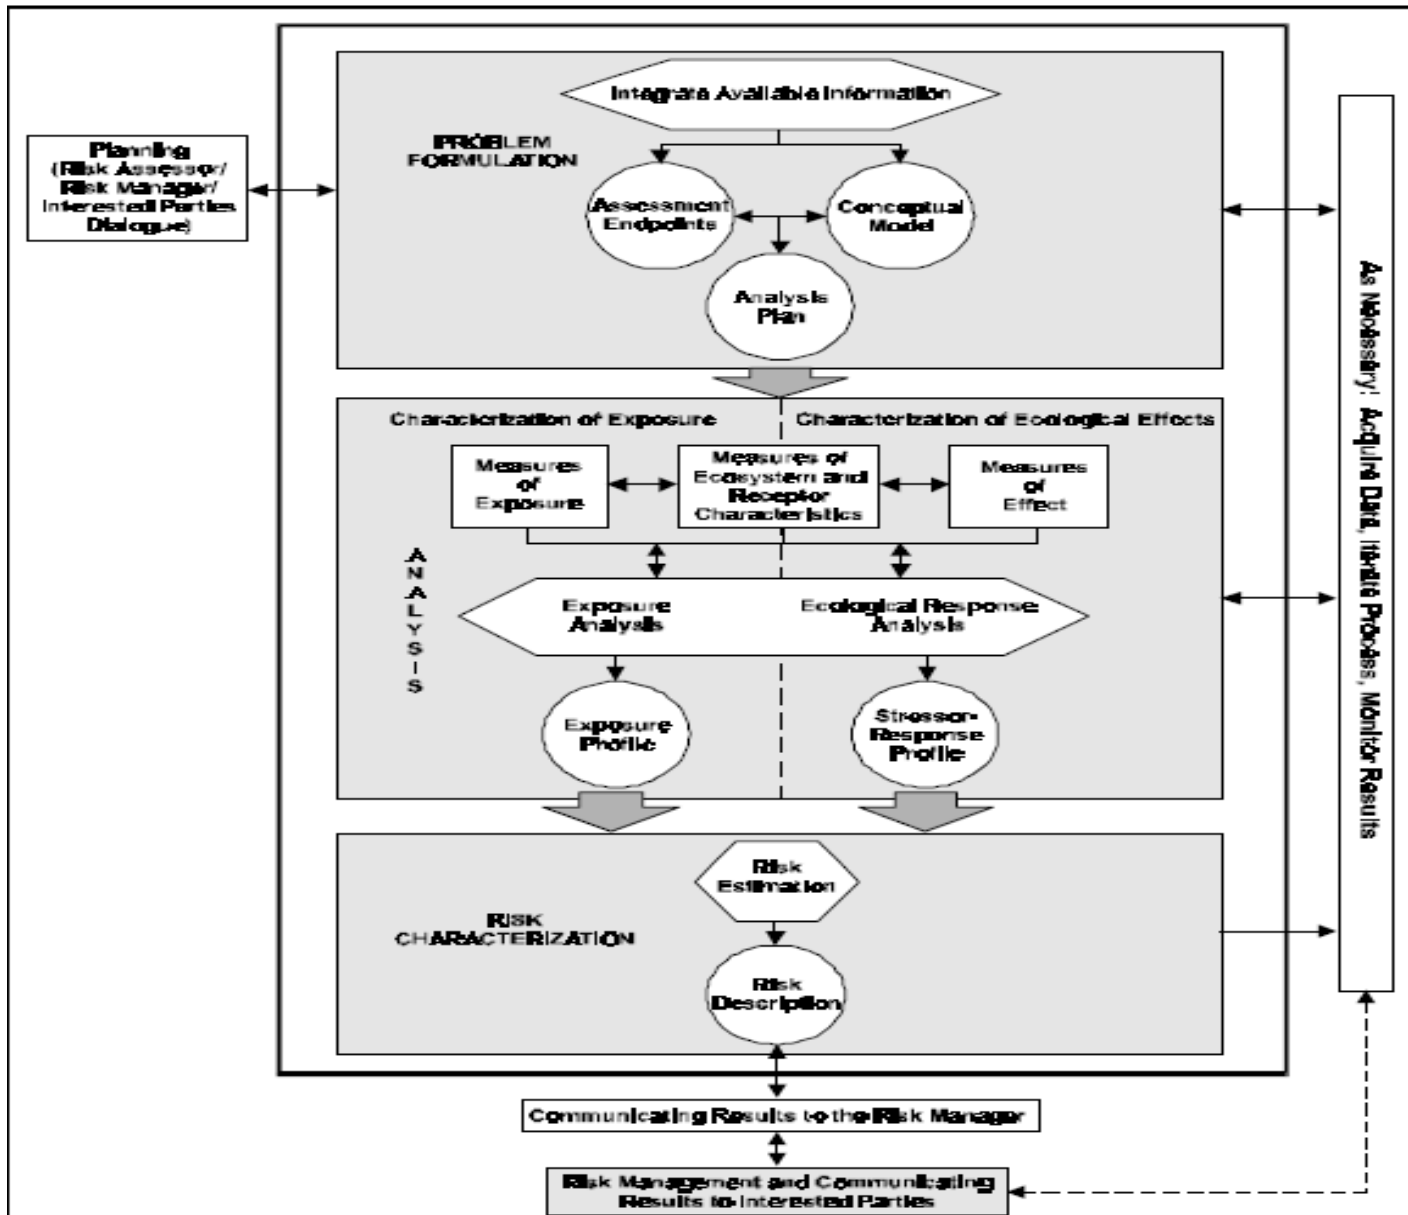 Integrate Available Information
PROBLEM
FORMULATION
Planning
(Risk Assessor/
Risk Manager/
Interested Parties
Dialogue)
Assessment
Endpoints
Conceptual
Model
Analysis
Plan
Characterization of Exposure
Characterization of Ecological Effects
Measures
of
Exposure
Measures of
Ecosystem and
Receptor
Characteristics
Measures
of
Effect
ANALYSIS
Exposure
Analysis
Ecological Response
Analysis
Exposure
Profile
Stressor-
Response
Profile
Risk
Estimation
RISK
CHARACTERIZATION
Risk
Description
Communicating Results to the Risk Manager
Risk Management and Communicating
Results to Interested Parties
As Necessary: Acquire Data, Iterate Process, Monitor Results